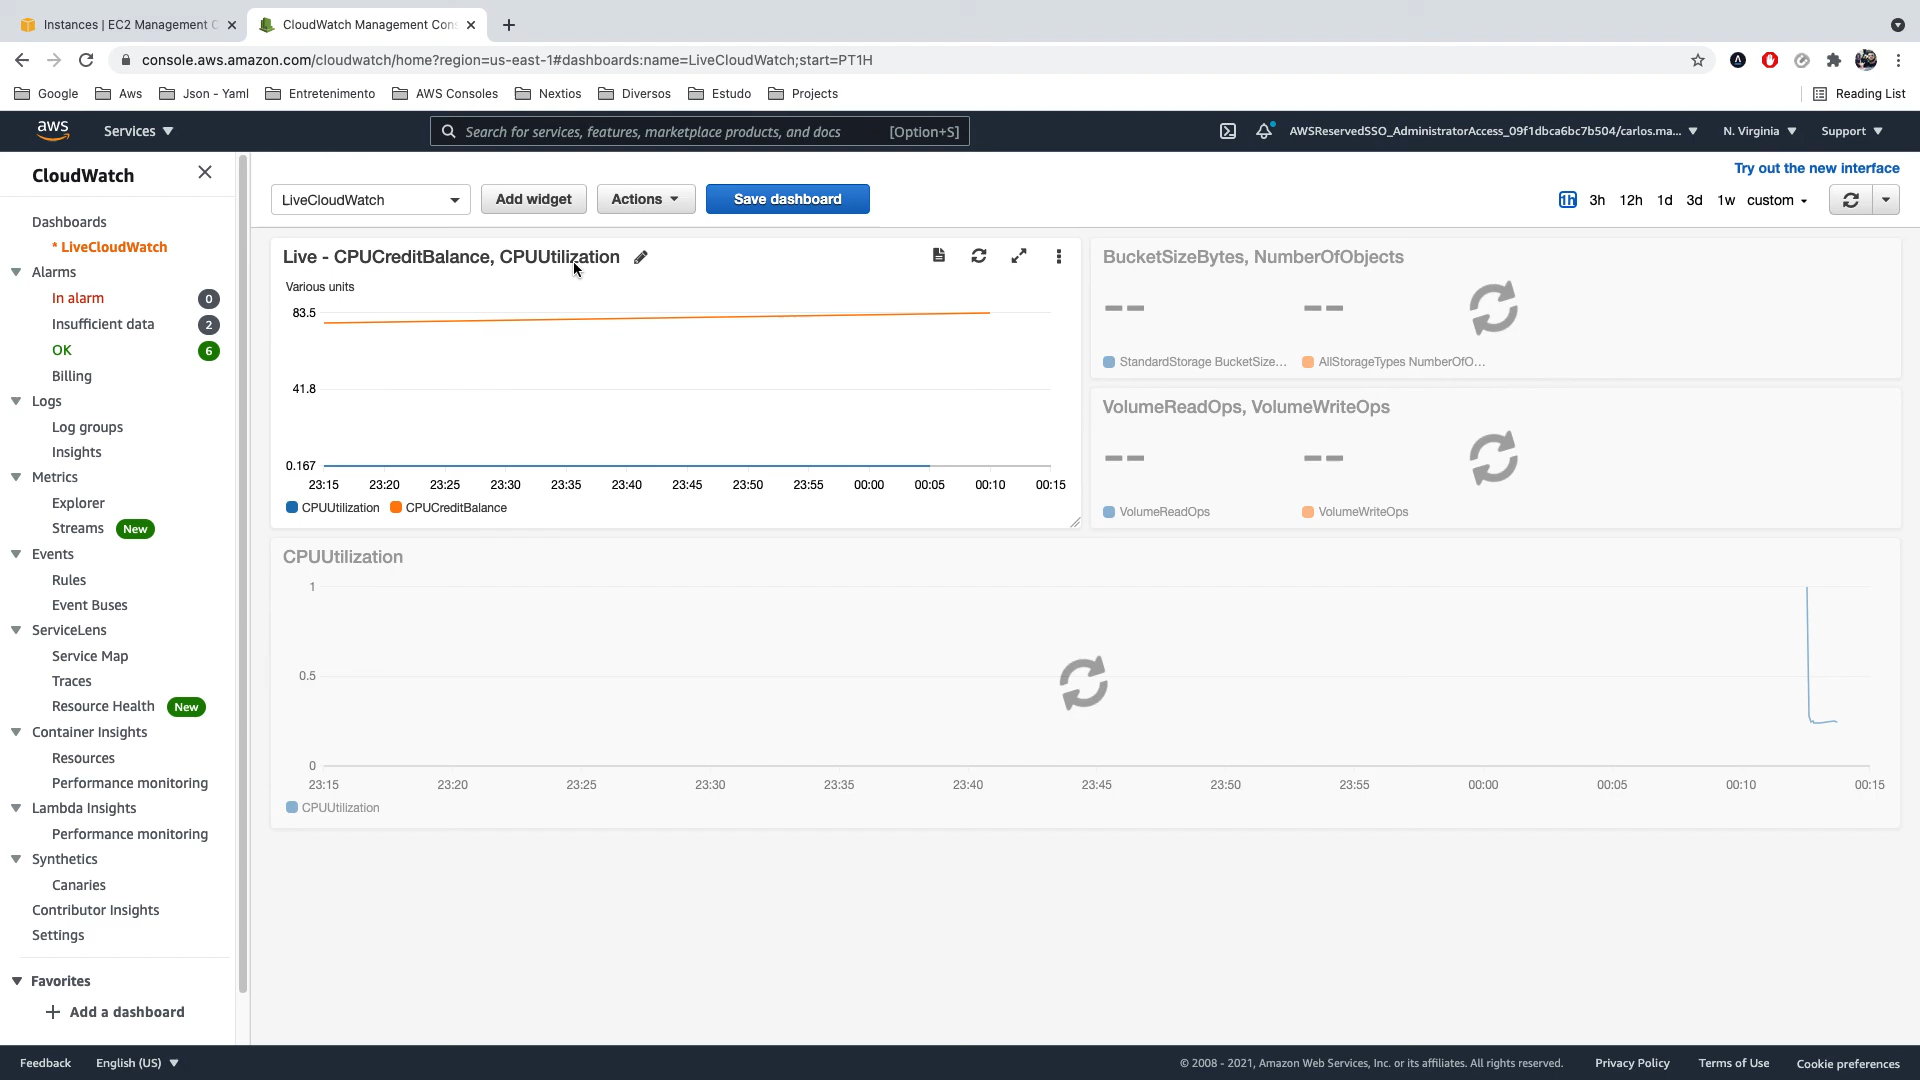 Instances | EC2 Management C
CloudWatch Management Con
console.aws.amazon.com/cloudwatch/home?region=us-east-1#dashboards:name=LiveCloudWatch;start=PT1H
Google Aws Json - Yaml Entretenimento AWS Consoles Nextios Diversos Estudo Projects Reading List
aws Services Search for services, features, marketplace products, and docs [Option+S] AWSReservedSSO_AdministratorAccess_09f1dbca6bc7b504/carlos.ma... N. Virginia Support
CloudWatch
Dashboards
* LiveCloudWatch
Alarms
In alarm 0
Insufficient data 2
OK 6
Billing
Logs
Log groups
Insights
Metrics
Explorer
Streams New
Events
Rules
Event Buses
ServiceLens
Service Map
Traces
Resource Health New
Container Insights
Resources
Performance monitoring
Lambda Insights
Performance monitoring
Synthetics
Canaries
Contributor Insights
Settings
Favorites
+ Add a dashboard
Try out the new interface
LiveCloudWatch Add widget Actions Save dashboard 1h 3h 12h 1d 3d 1w custom
Live - CPUCreditBalance, CPUUtilization
Various units
83.5
41.8
0.167
23:15 23:20 23:25 23:30 23:35 23:40 23:45 23:50 23:55 00:00 00:05 00:10 00:15
CPUUtilization CPUCreditBalance
BucketSizeBytes, NumberOfObjects
-- --
StandardStorage BucketSize... AllStorageTypes NumberOfO...
VolumeReadOps, VolumeWriteOps
-- --
VolumeReadOps VolumeWriteOps
CPUUtilization
1
0.5
0
23:15 23:20 23:25 23:30 23:35 23:40 23:45 23:50 23:55 00:00 00:05 00:10 00:15
CPUUtilization
Feedback English (US) © 2008 - 2021, Amazon Web Services, Inc. or its affiliates. All rights reserved. Privacy Policy Terms of Use Cookie preferences